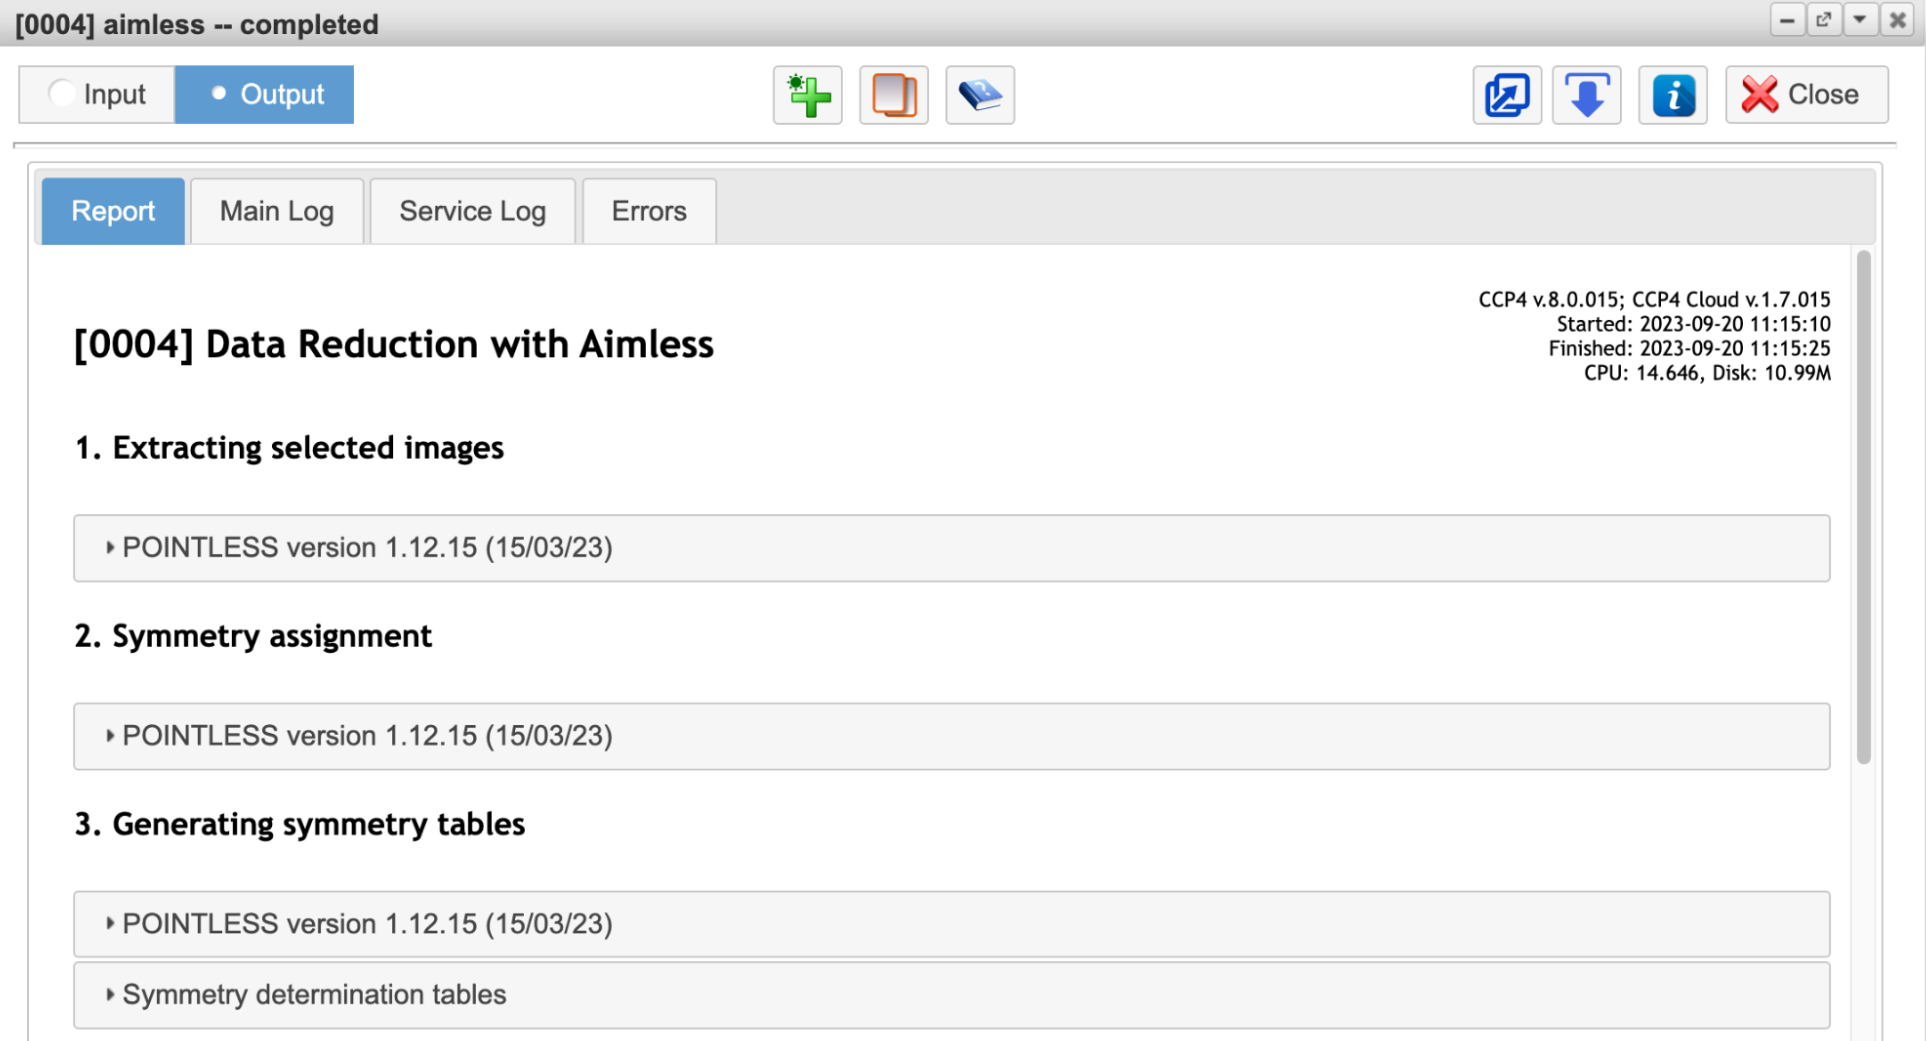 [0004] aimless -- completed
Input
Output
Close
Report
Main Log
Service Log
Errors
CCP4 v.8.0.015; CCP4 Cloud v.1.7.015
Started: 2023-09-20 11:15:10
Finished: 2023-09-20 11:15:25
CPU: 14.646, Disk: 10.99M
[0004] Data Reduction with Aimless
1. Extracting selected images
POINTLESS version 1.12.15 (15/03/23)
2. Symmetry assignment
POINTLESS version 1.12.15 (15/03/23)
3. Generating symmetry tables
POINTLESS version 1.12.15 (15/03/23)
Symmetry determination tables